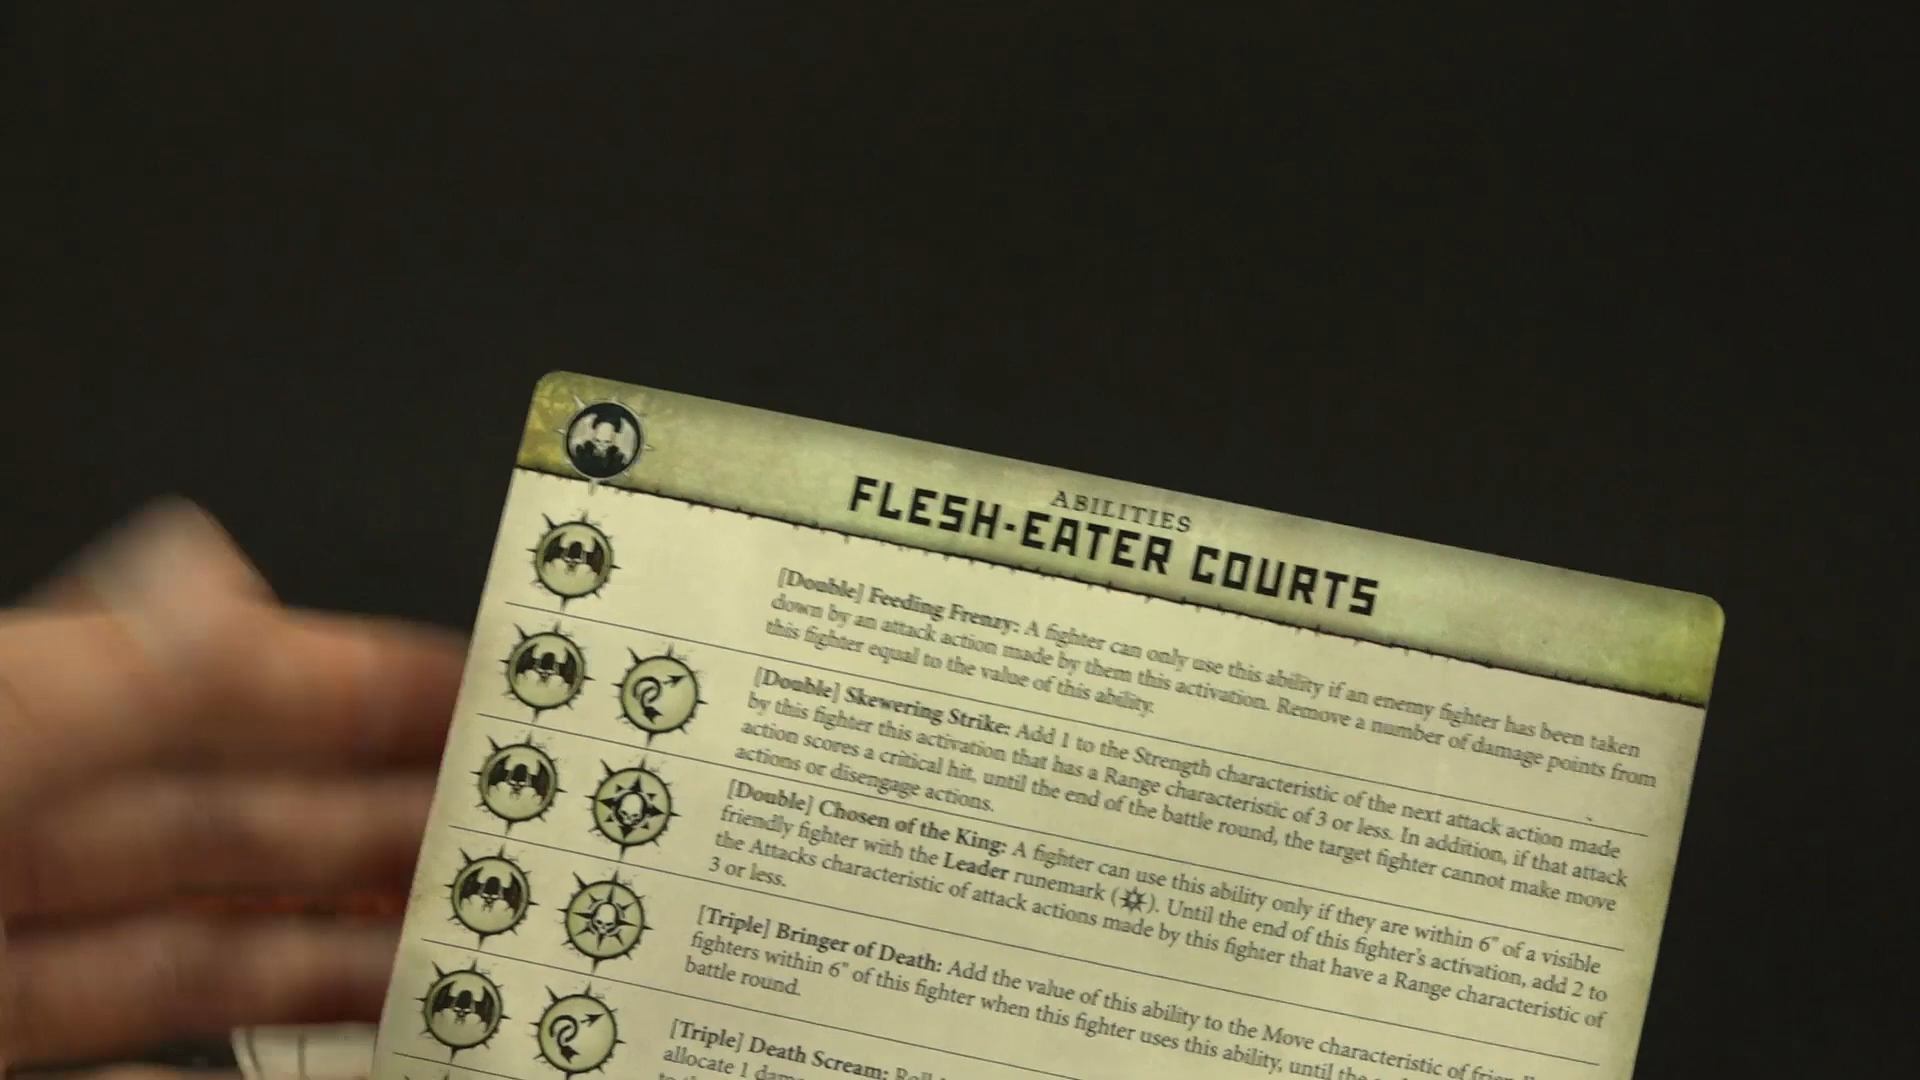 ABILITIES
FLESH-EATER COURTS
[Double] Feeding Frenzy: A fighter can only use this ability if an enemy fighter has been taken
down by an attack action made by them this activation. Remove a number of damage points from
this fighter equal to the value of this ability.
[Double] Skewering Strike: Add 1 to the Strength characteristic of the next attack action made
by this fighter this activation that has a Range characteristic of 3 or less. In addition, if that attack
action scores a critical hit, until the end of the battle round, the target fighter cannot make move
actions or disengage actions.
[Double] Chosen of the King: A fighter can use this ability only if they are within 6" of a visible
friendly fighter with the Leader runemark ( ). Until the end of this fighter's activation, add 2 to
the Attacks characteristic of attack actions made by this fighter that have a Range characteristic of
3 or less.
[Triple] Bringer of Death: Add the value of this ability to the Move characteristic of
fighters within 6" of this fighter when this fighter uses this ability, until the
battle round.
[Triple] Death Scream: Roll
allocate 1